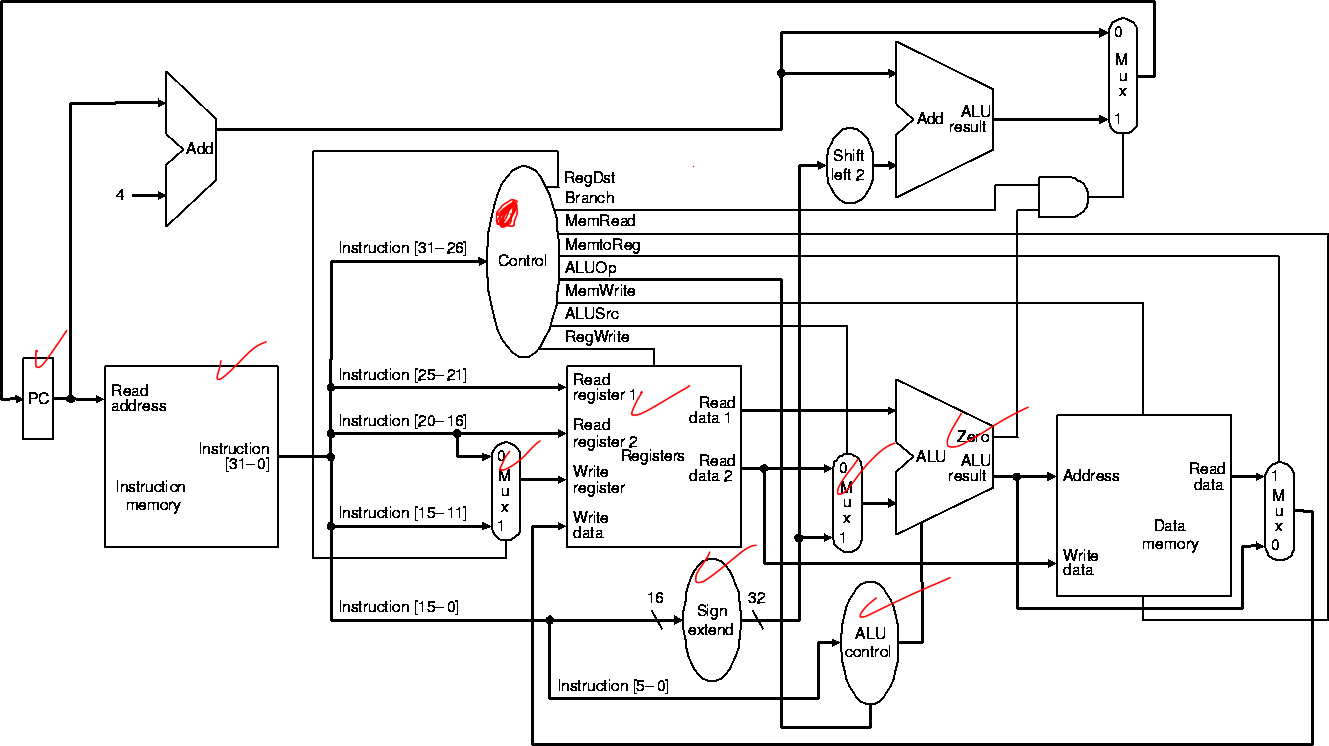 0
M
u
x
1
Add
ALU
result
Shift
left 2
Add
4
RegDst
Branch
MemRead
MemtoReg
ALUOp
MemWrite
ALUSrc
RegWrite
Instruction [31–26]
Control
Instruction [25–21]
Instruction [20–16]
Instruction [15–11]
Instruction [15–0]
Instruction [5–0]
PC
Read
address
Instruction
[31–0]
Instruction
memory
0
M
u
x
1
Read
register 1
Read
register 2
Write
register
Write
data
Registers
Read
data 1
Read
data 2
0
M
u
x
1
Zero
ALU
ALU
result
Address
Read
data
Data
memory
Write
data
1
M
u
x
0
16
Sign
extend
32
ALU
control